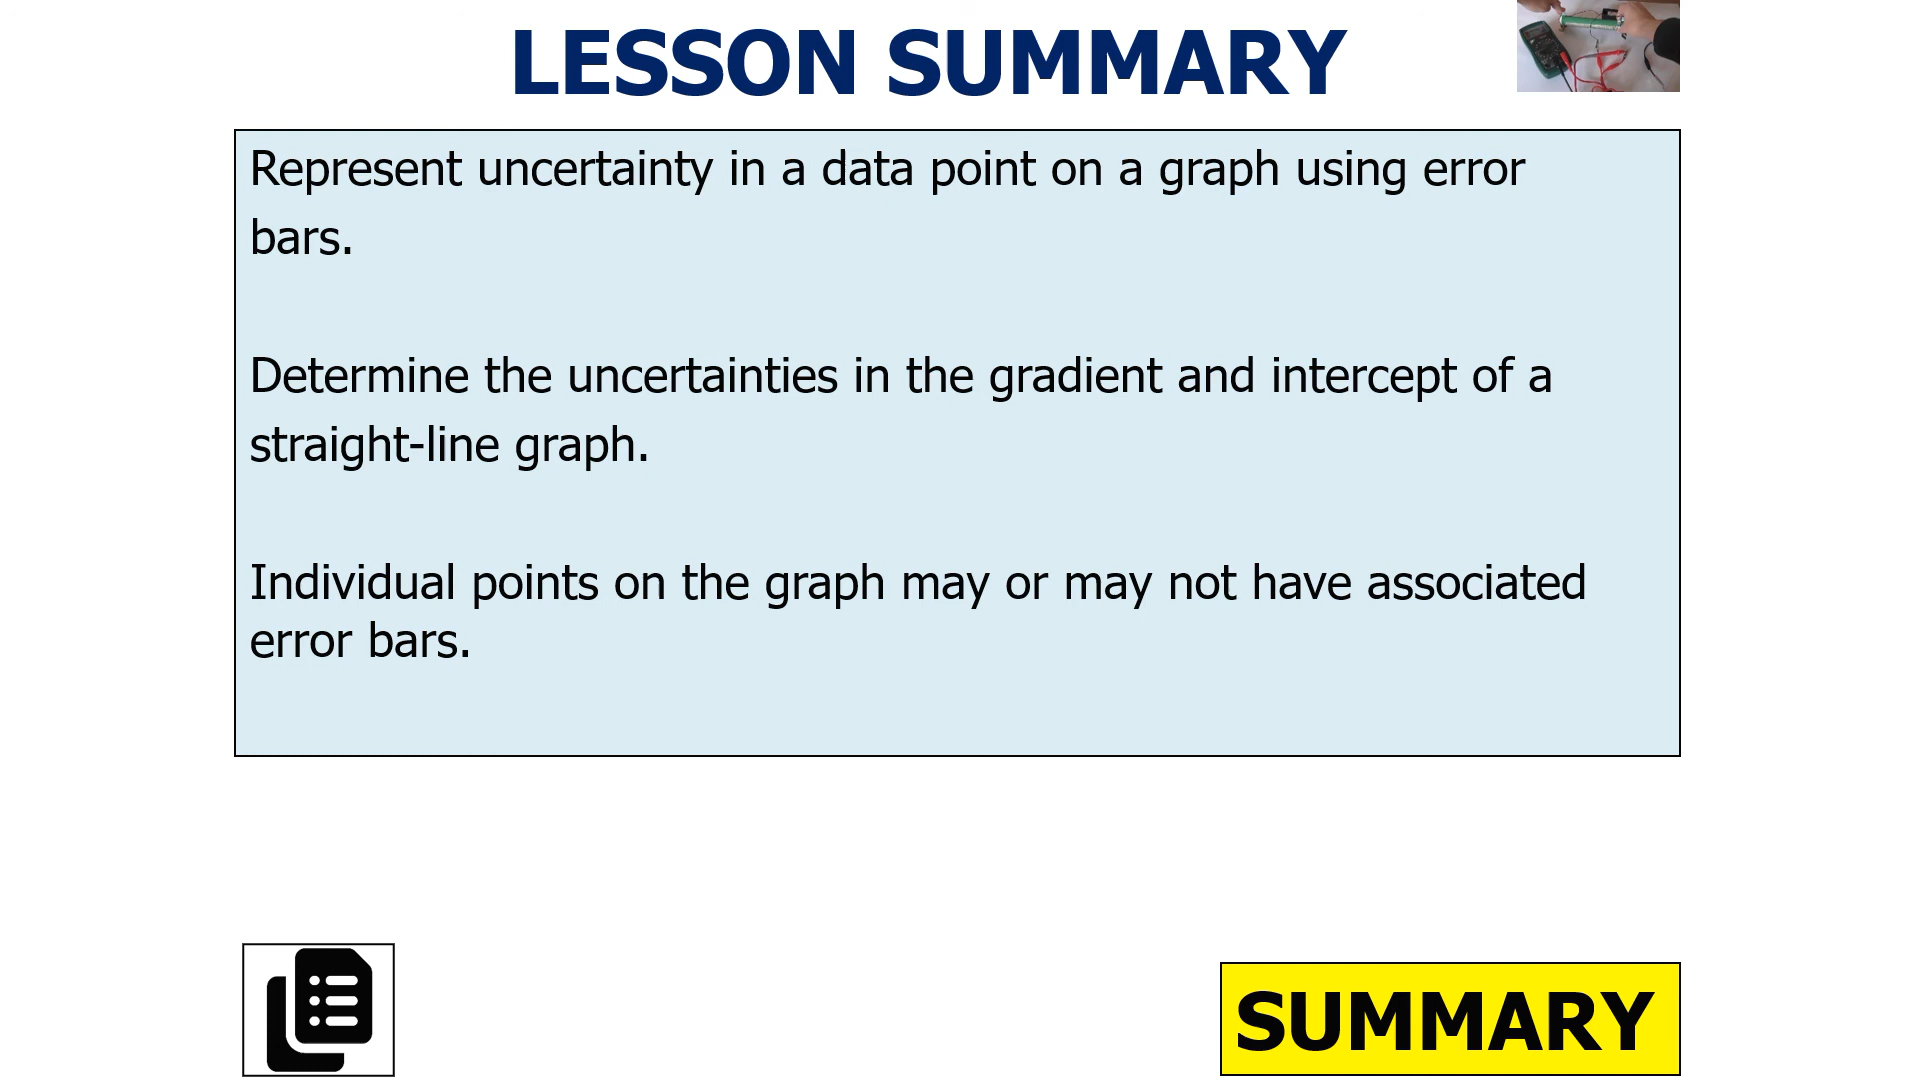 LESSON SUMMARY
Represent uncertainty in a data point on a graph using error
bars.
Determine the uncertainties in the gradient and intercept of a
straight-line graph.
Individual points on the graph may or may not have associated
error bars.
SUMMARY